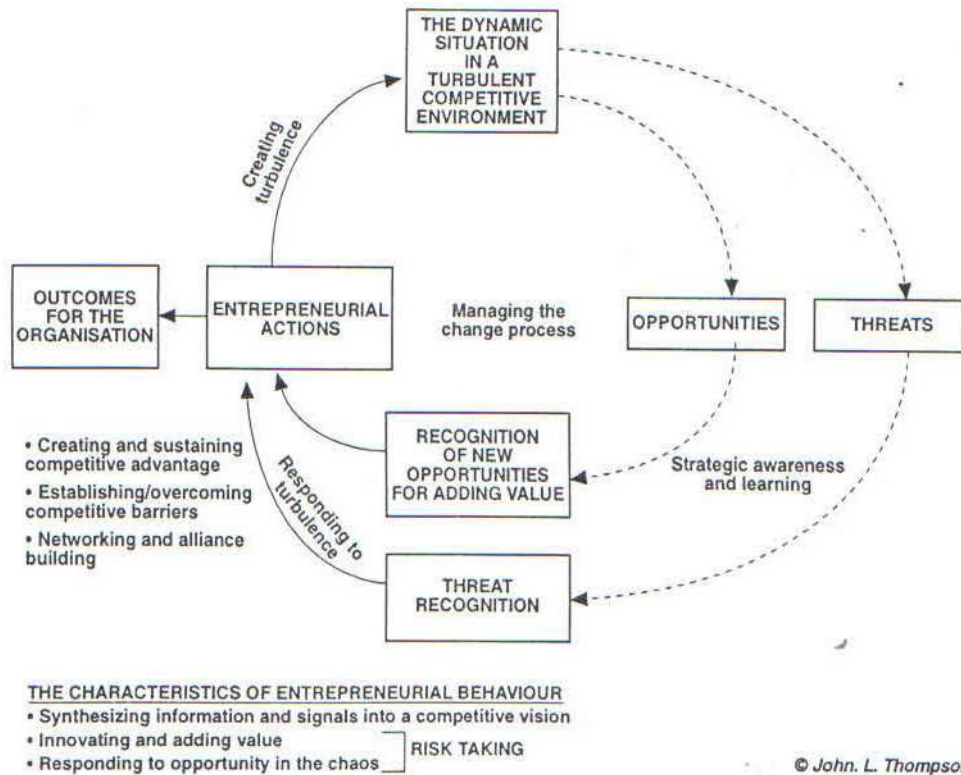 THE DYNAMIC
SITUATION
IN A
TURBULENT
COMPETITIVE
ENVIRONMENT
Creating
turbulence
OUTCOMES
FOR THE
ORGANISATION
ENTREPRENEURIAL
ACTIONS
Managing the
change process
OPPORTUNITIES
THREATS
• Creating and sustaining
competitive advantage
• Establishing/overcoming
competitive barriers
• Networking and alliance
building
Responding to
turbulence
RECOGNITION
OF NEW
OPPORTUNITIES
FOR ADDING VALUE
Strategic awareness
and learning
THREAT
RECOGNITION
THE CHARACTERISTICS OF ENTREPRENEURIAL BEHAVIOUR
• Synthesizing information and signals into a competitive vision
• Innovating and adding value
• Responding to opportunity in the chaos
RISK TAKING
© John. L. Thompson